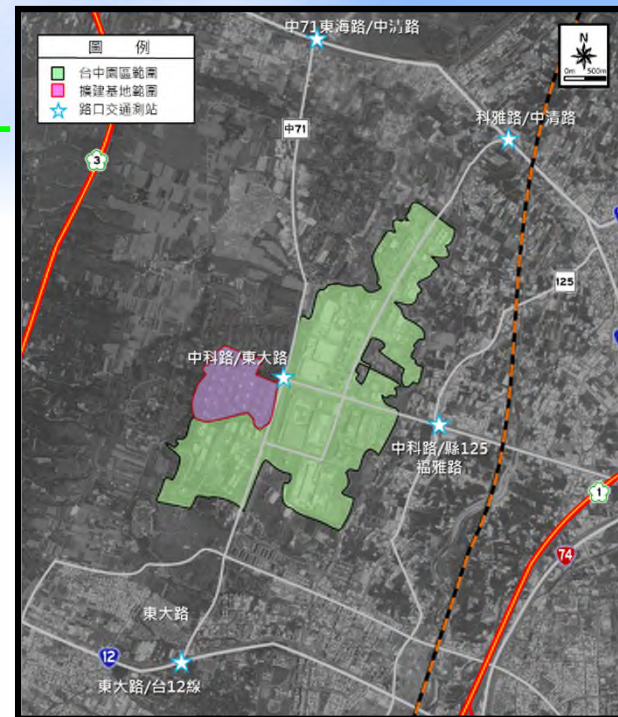 圖 例
台中園區範圍
擴建基地範圍
路口交通測站
N
0m 500m
中71東海路/中清路
科雅路/中清路
中71
3
125
中科路/東大路
中科路/縣125
福雅路
1
74
東大路
12
東大路/台12線